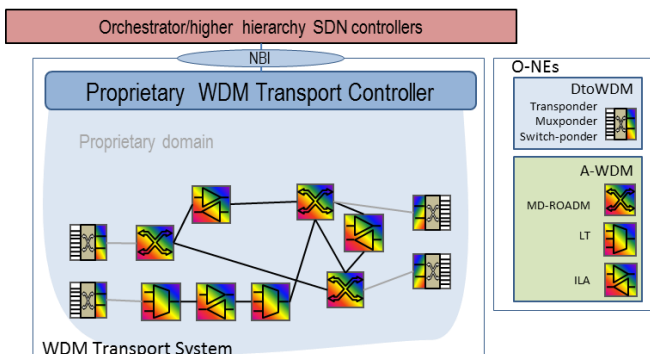 Orchestrator/higher hierarchy SDN controllers
NBI
Proprietary WDM Transport Controller
Proprietary domain
WDM Transport System
O-NEs
DtoWDM
Transponder
Muxponder
Switch-ponder
A-WDM
MD-ROADM
LT
ILA